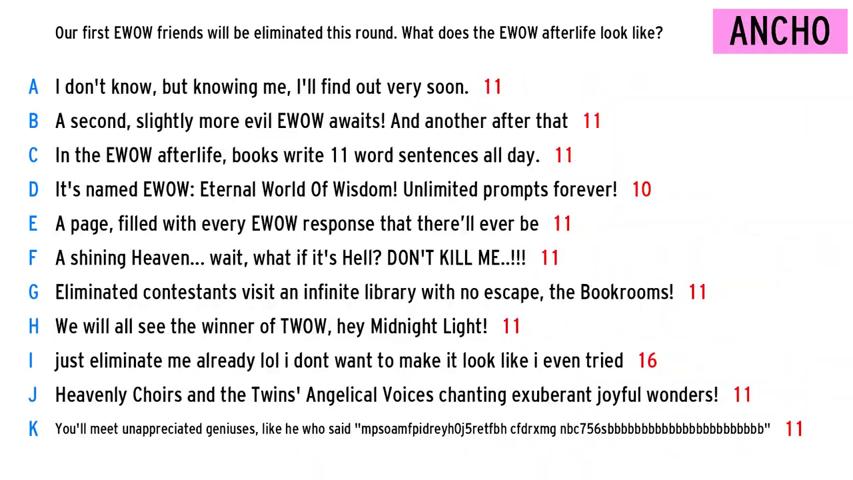 Our first EWOW friends will be eliminated this round. What does the EWOW afterlife look like?
ANCHO
A I don't know, but knowing me, I'll find out very soon. 11
B A second, slightly more evil EWOW awaits! And another after that 11
C In the EWOW afterlife, books write 11 word sentences all day. 11
D It's named EWOW: Eternal World Of Wisdom! Unlimited prompts forever! 10
E A page, filled with every EWOW response that there'll ever be 11
F A shining Heaven... wait, what if it's Hell? DON'T KILL ME..!!! 11
G Eliminated contestants visit an infinite library with no escape, the Bookrooms! 11
H We will all see the winner of TWOW, hey Midnight Light! 11
I just eliminate me already lol i dont want to make it look like i even tried 16
J Heavenly Choirs and the Twins' Angelical Voices chanting exuberant joyful wonders! 11
K You'll meet unappreciated geniuses, like he who said "mpsoamfpidreyh0j5retfbh cfdrxmg nbc756sbbbbbbbbbbbbbbbbbbbbbbb" 11